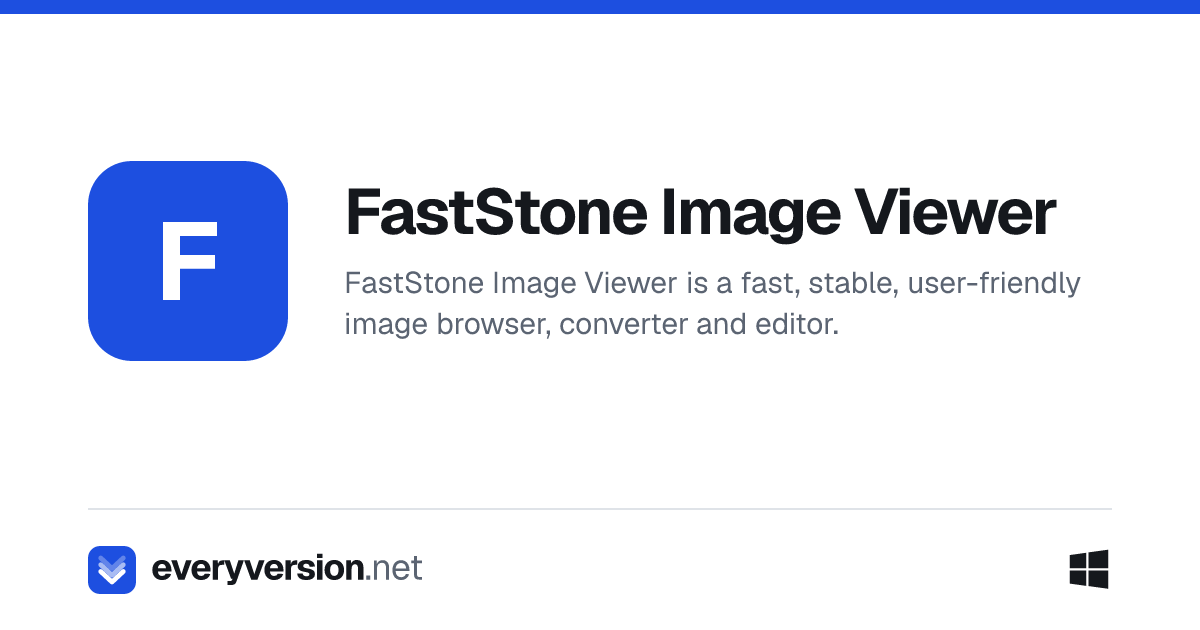 F
FastStone Image Viewer
FastStone Image Viewer is a fast, stable, user-friendly
image browser, converter and editor.
everyversion.net